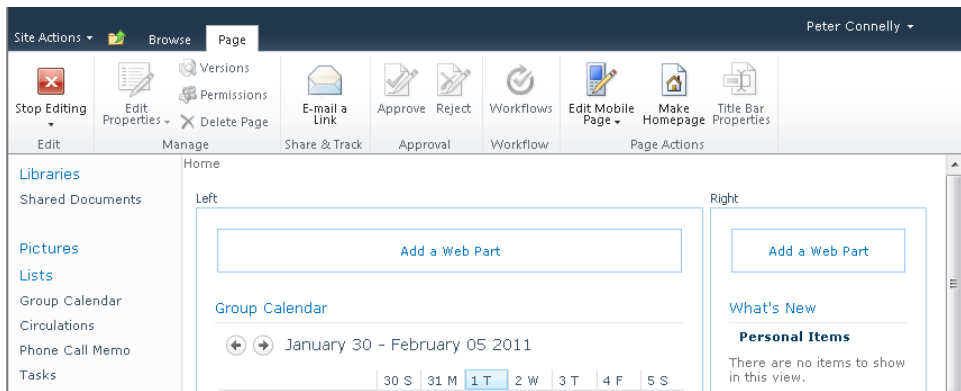 Peter Connelly
Site Actions Browse Page
Stop Editing
Edit Properties
Versions
Permissions
Delete Page
E-mail a Link
Approve Reject
Workflows
Edit Mobile Page
Make Homepage
Title Bar Properties
Edit Manage Share & Track Approval Workflow Page Actions
Libraries
Shared Documents
Pictures
Lists
Group Calendar
Circulations
Phone Call Memo
Tasks
Home
Left
Add a Web Part
Group Calendar
January 30 - February 05 2011
30 S 31 M 1 T 2 W 3 T 4 F 5 S
Right
Add a Web Part
What's New
Personal Items
There are no items to show
in this view.